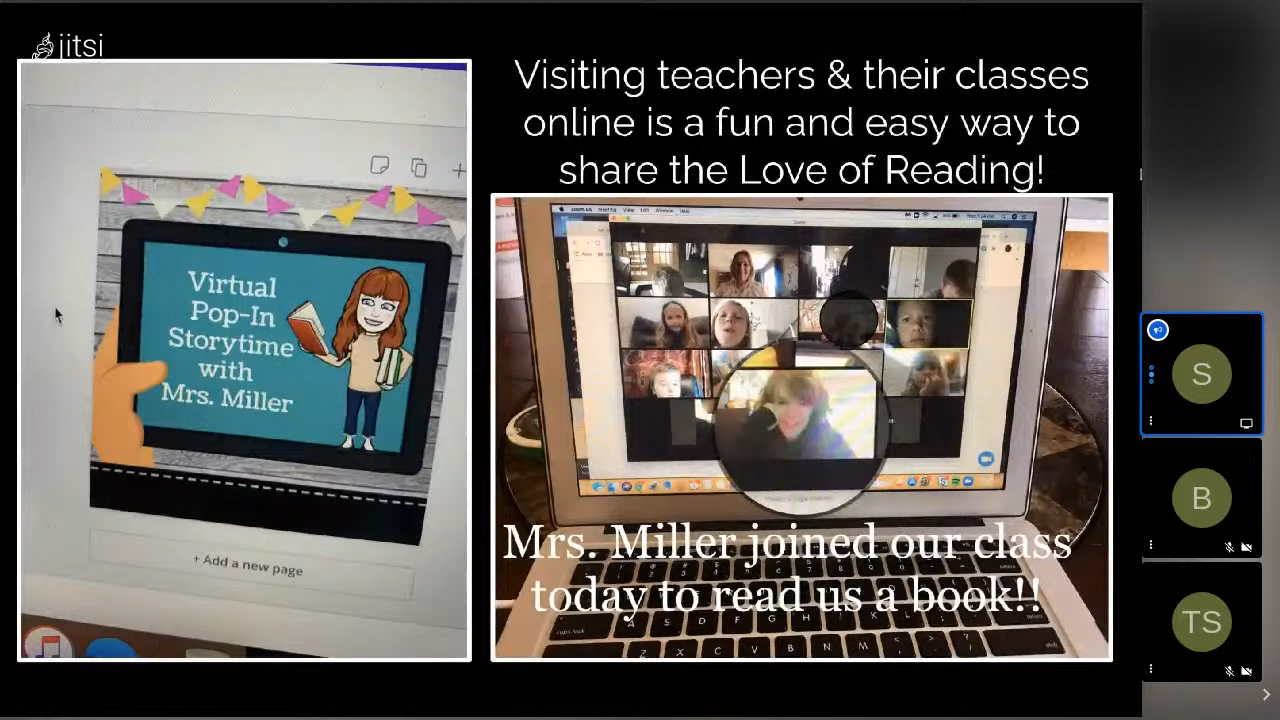 jitsi
Visiting teachers & their classes
online is a fun and easy way to
share the Love of Reading!
Virtual
Pop-In
Storytime
with
Mrs. Miller
+ Add a new page
Mrs. Miller joined our class
today to read us a book!!
caps lock
A
S
D
F
Z
X
C
V
B
N
M
S
B
TS